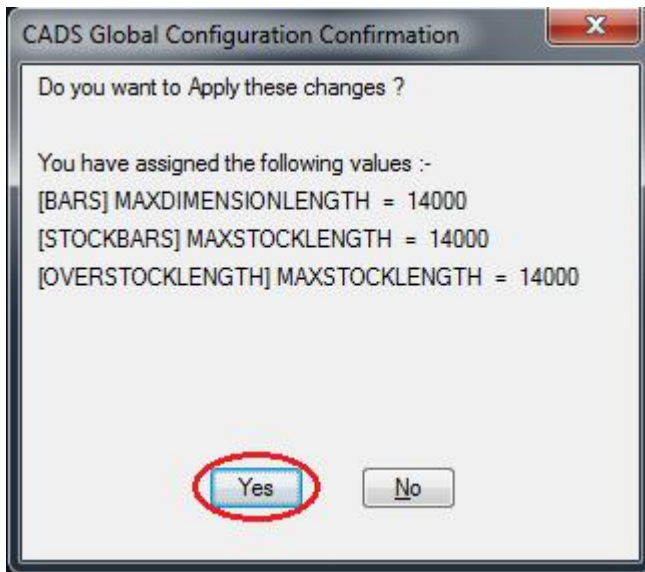 CADS Global Configuration Confirmation
Do you want to Apply these changes ?
You have assigned the following values :-
[BARS] MAXDIMENSIONLENGTH = 14000
[STOCKBARS] MAXSTOCKLENGTH = 14000
[OVERSTOCKLENGTH] MAXSTOCKLENGTH = 14000
Yes No